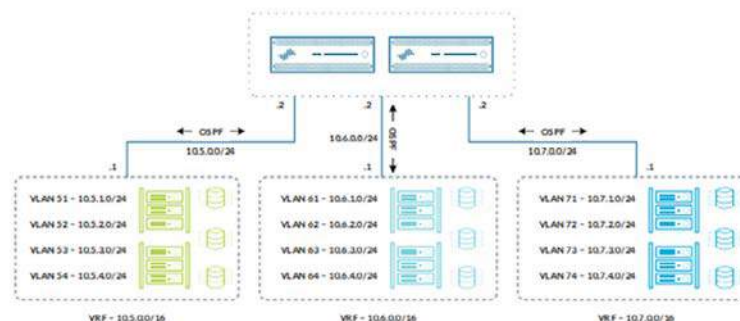 .2
.2
.2
OSPF
10.5.0.0/24
10.6.0.0/24
OSPF
OSPF
10.7.0.0/24
.1
.1
.1
VLAN 51 - 10.5.1.0/24
VLAN 52 - 10.5.2.0/24
VLAN 53 - 10.5.3.0/24
VLAN 54 - 10.5.4.0/24
VRF - 10.5.0.0/16
VLAN 61 - 10.6.1.0/24
VLAN 62 - 10.6.2.0/24
VLAN 63 - 10.6.3.0/24
VLAN 64 - 10.6.4.0/24
VRF - 10.6.0.0/16
VLAN 71 - 10.7.1.0/24
VLAN 72 - 10.7.2.0/24
VLAN 73 - 10.7.3.0/24
VLAN 74 - 10.7.4.0/24
VRF - 10.7.0.0/16